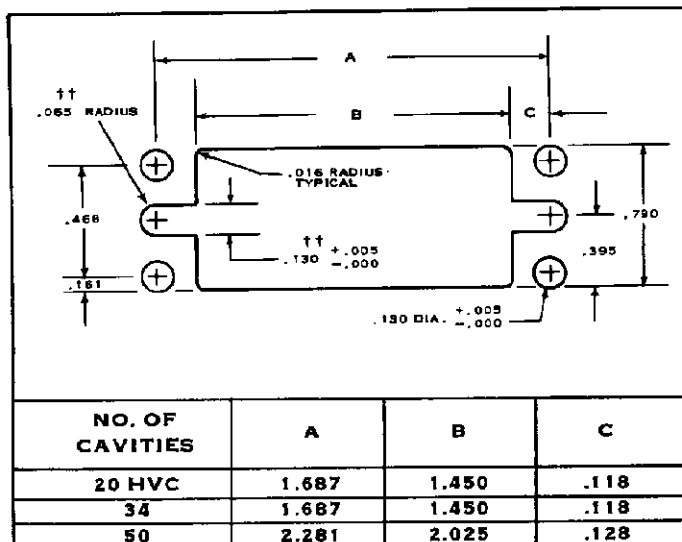 A
††
.065 RADIUS
B
C
.016 RADIUS
TYPICAL
.468
.790
††
.130 +.005
-.000
.395
.161
.130 DIA. +.005
-.000
NO. OF CAVITIES A B C
20 HVC 1.687 1.450 .118
34 1.687 1.450 .118
50 2.281 2.025 .128